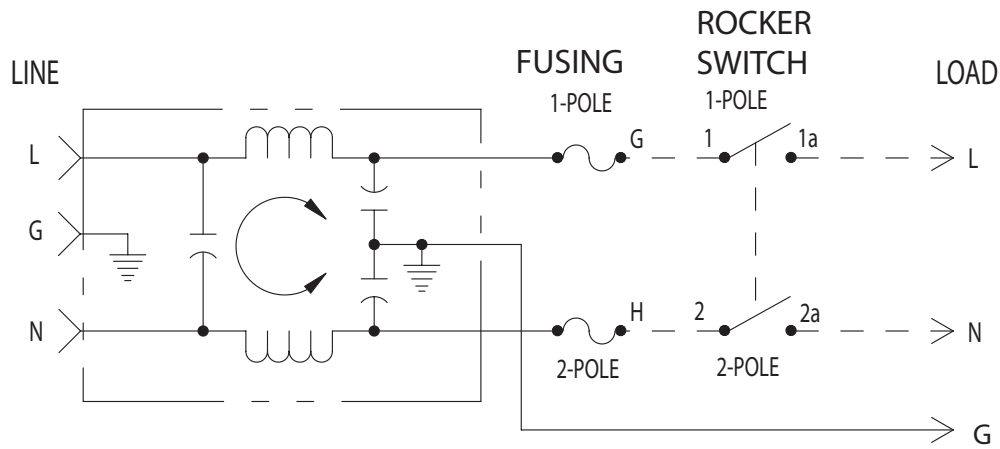 LINE
FUSING
1-POLE
ROCKER
SWITCH
1-POLE
LOAD
L
G
1
1a
L
G
N
H
2
2a
N
2-POLE
2-POLE
G